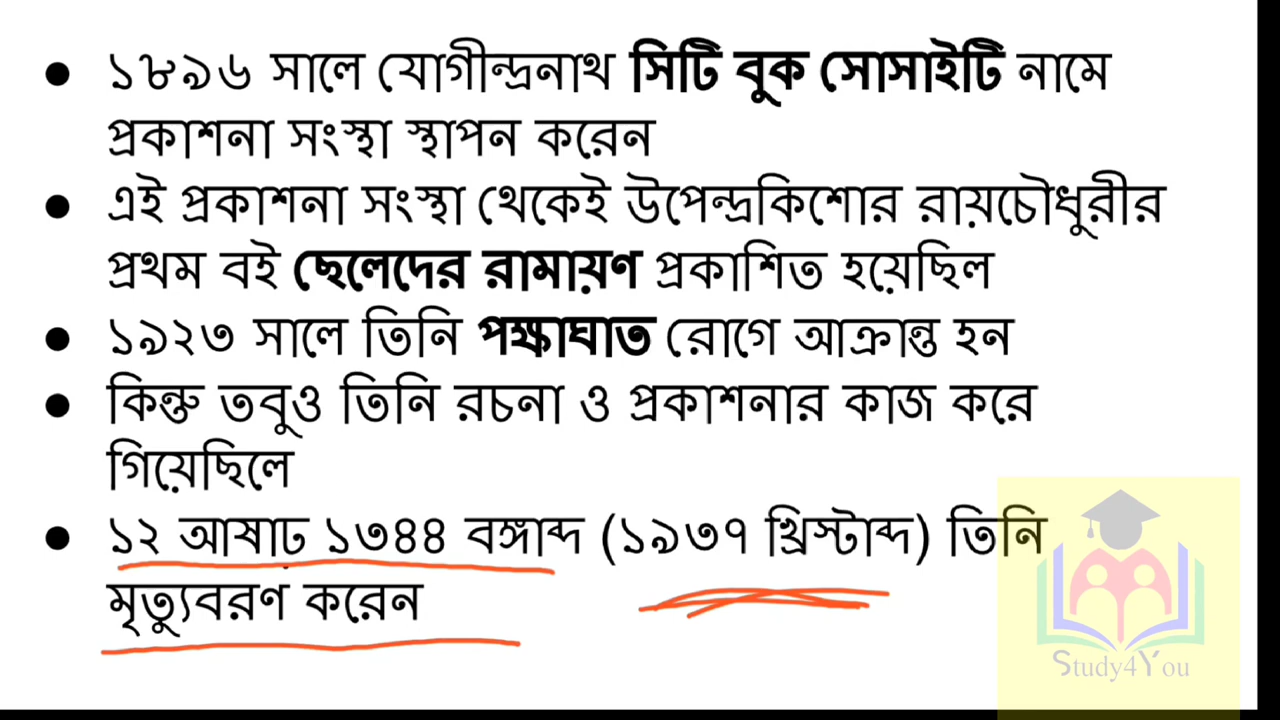 ● ১৮৯৬ সালে যোগীন্দ্রনাথ সিটি বুক সোসাইটি নামে
প্রকাশনা সংস্থা স্থাপন করেন
● এই প্রকাশনা সংস্থা থেকেই উপেন্দ্রকিশোর রায়চৌধুরীর
প্রথম বই ছেলেদের রামায়ণ প্রকাশিত হয়েছিল
● ১৯২৩ সালে তিনি পক্ষাঘাত রোগে আক্রান্ত হন
● কিন্তু তবুও তিনি রচনা ও প্রকাশনার কাজ করে
গিয়েছিলে
● ১২ আষাঢ় ১৩৪৪ বঙ্গাব্দ (১৯৩৭ খ্রিস্টাব্দ) তিনি
মৃত্যুবরণ করেন
Study4You